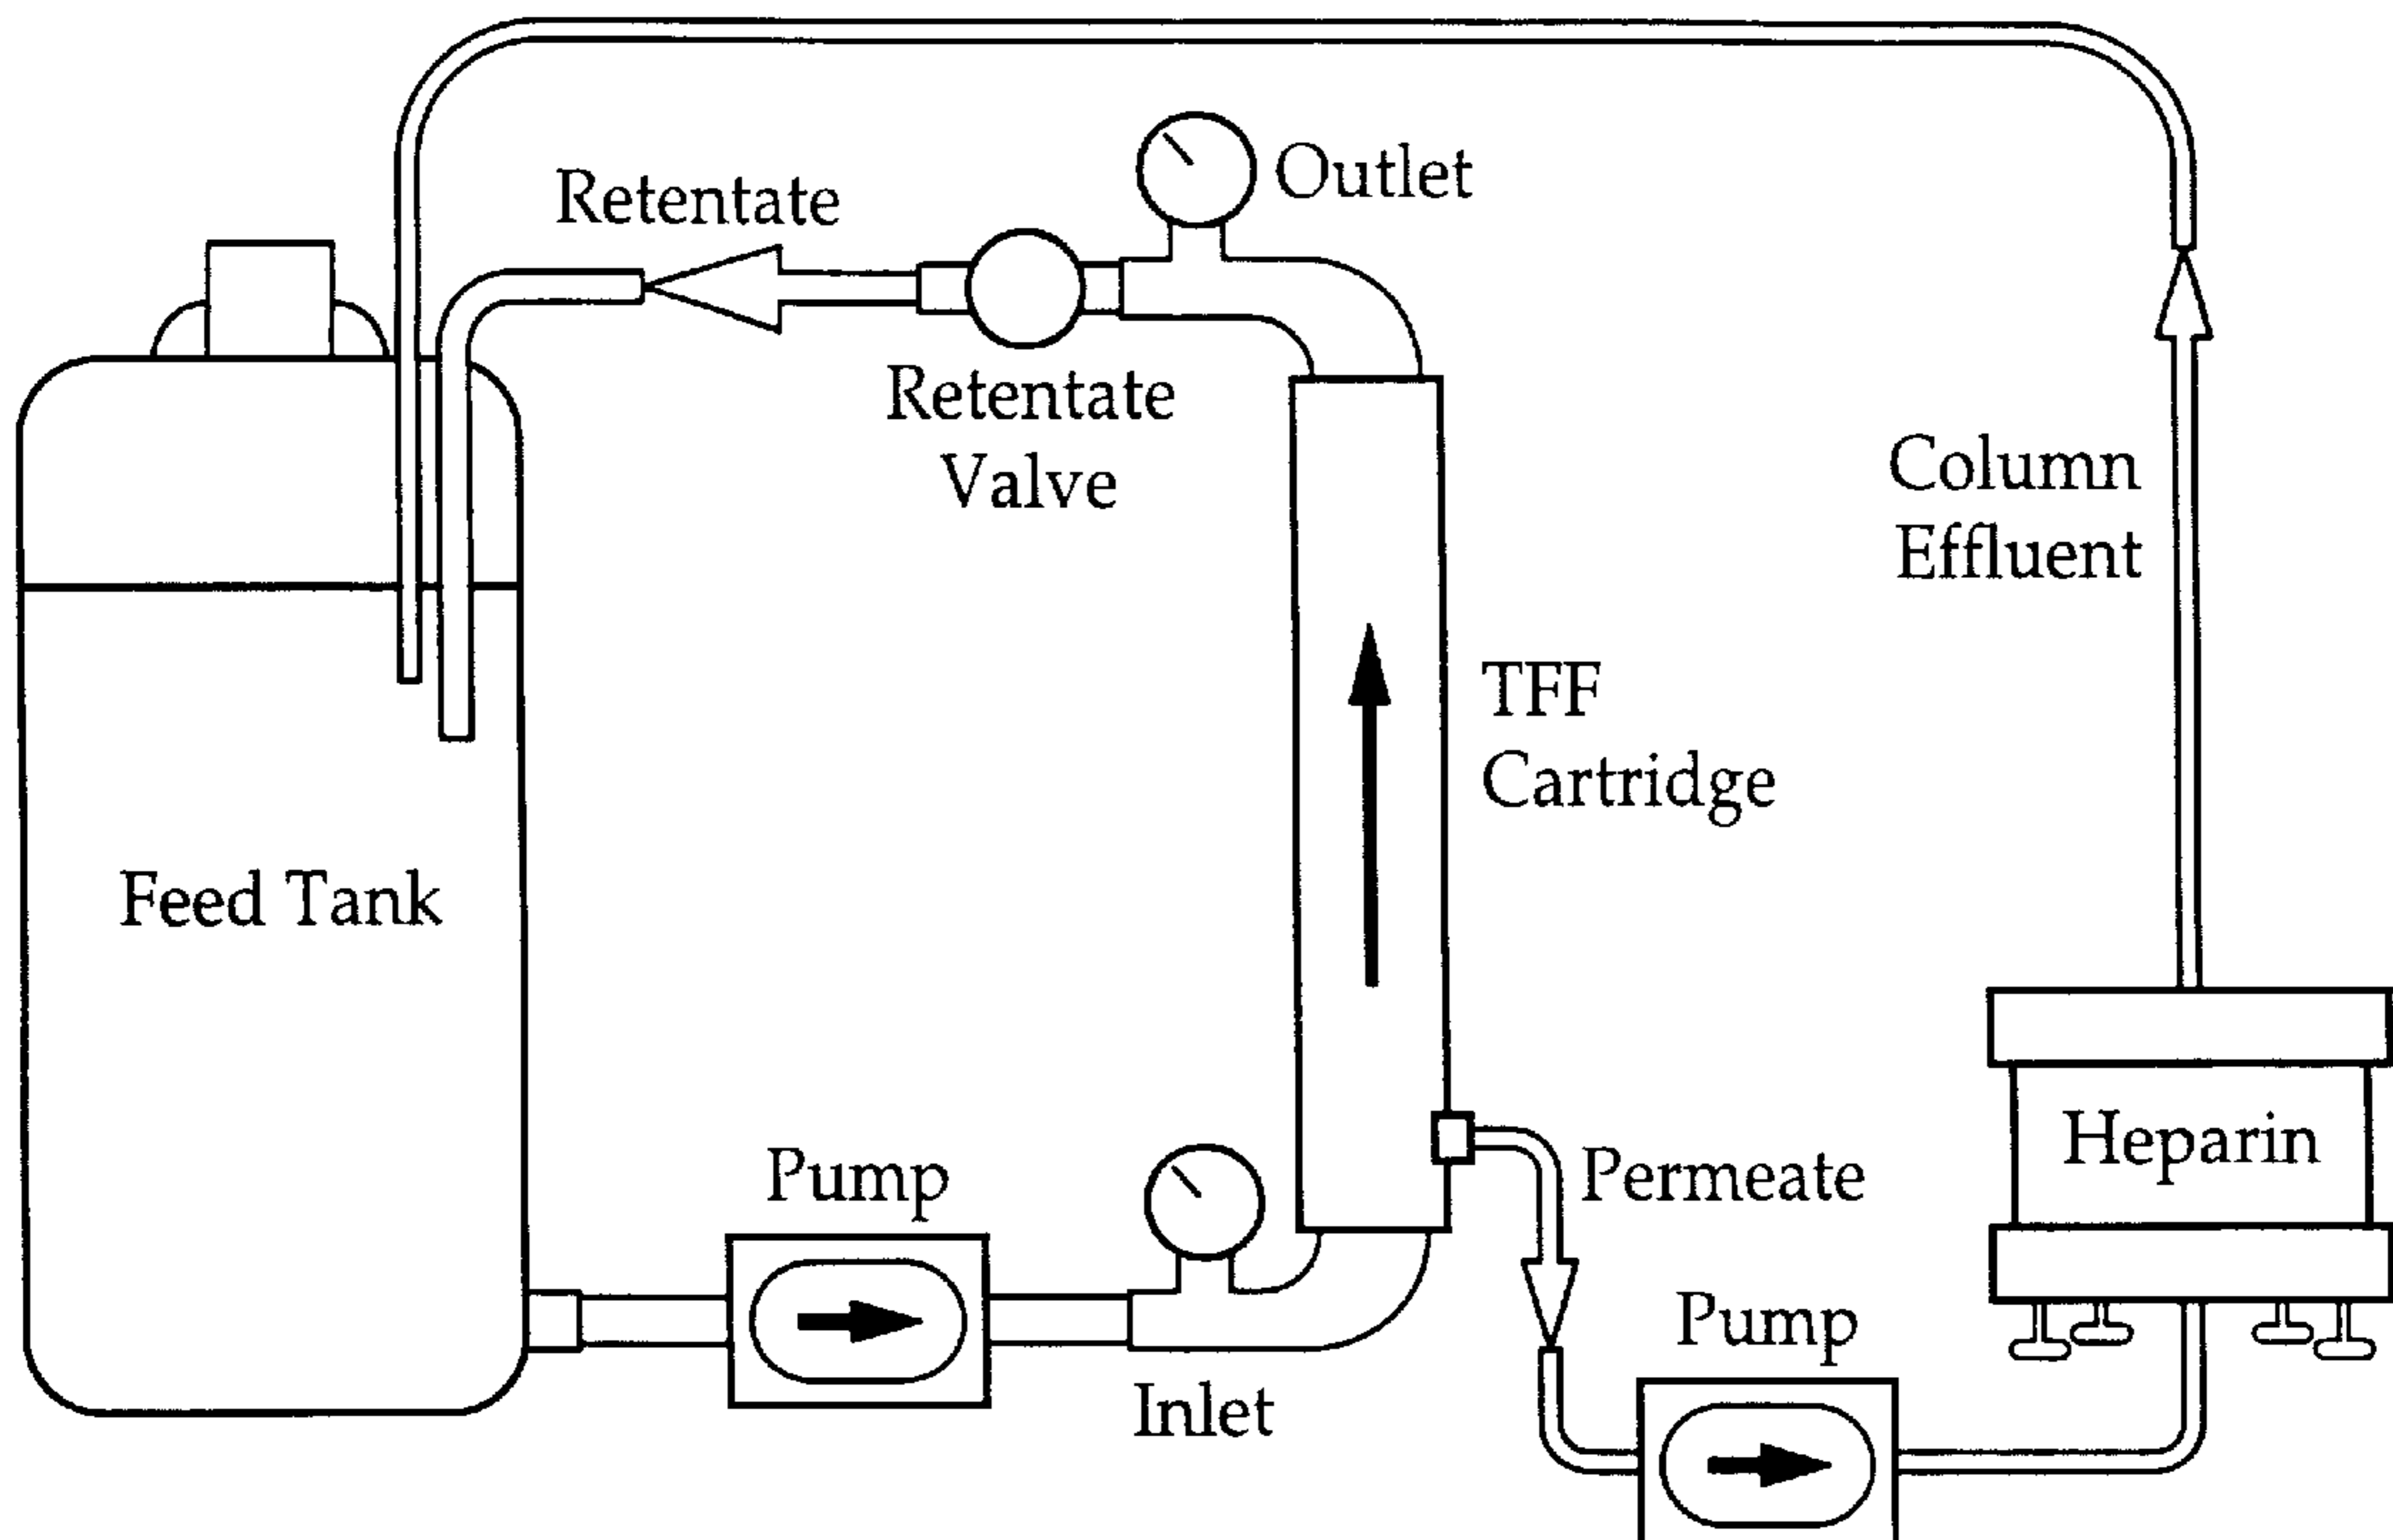 Outlet
Retentate
Retentate
Valve
Column
Effluent
TFF
Cartridge
Feed Tank
Heparin
Pump
Permeate
Pump
Inlet